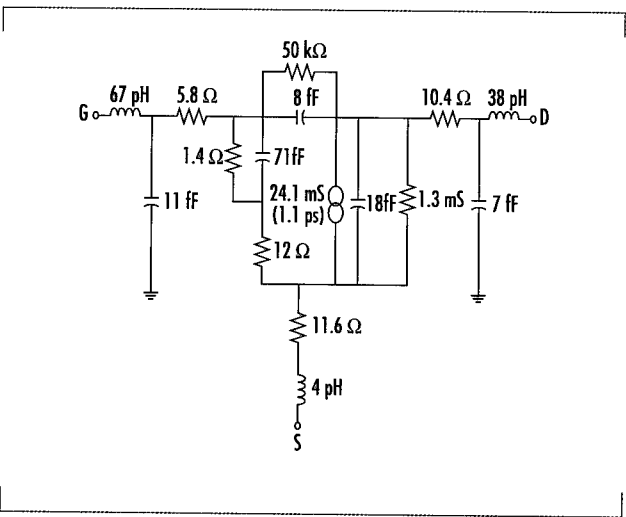 50 kΩ
67 pH 5.8 Ω 8 fF 10.4 Ω 38 pH
G D
1.4 Ω 71fF
11 fF 24.1 mS 18fF 1.3 mS 7 fF
(1.1 ps)
12 Ω
11.6 Ω
4 pH
S